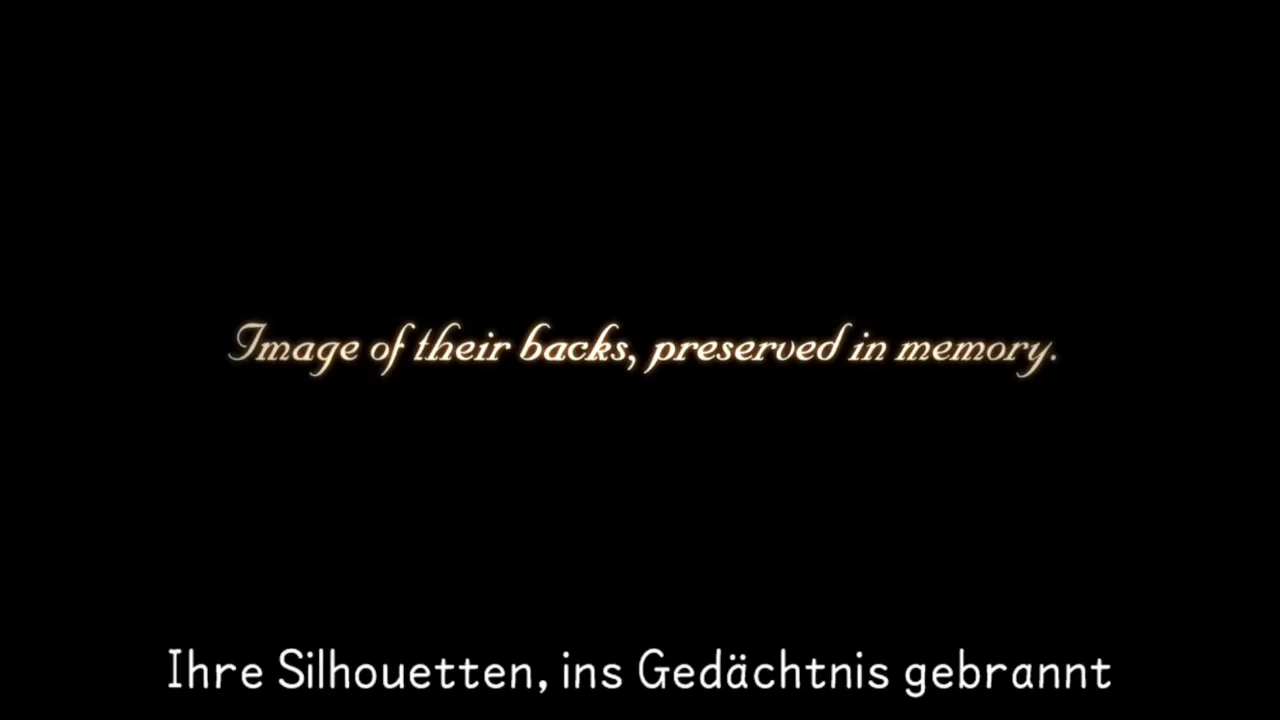 Image of their backs, preserved in memory.
Ihre Silhouetten, ins Gedächtnis gebrannt